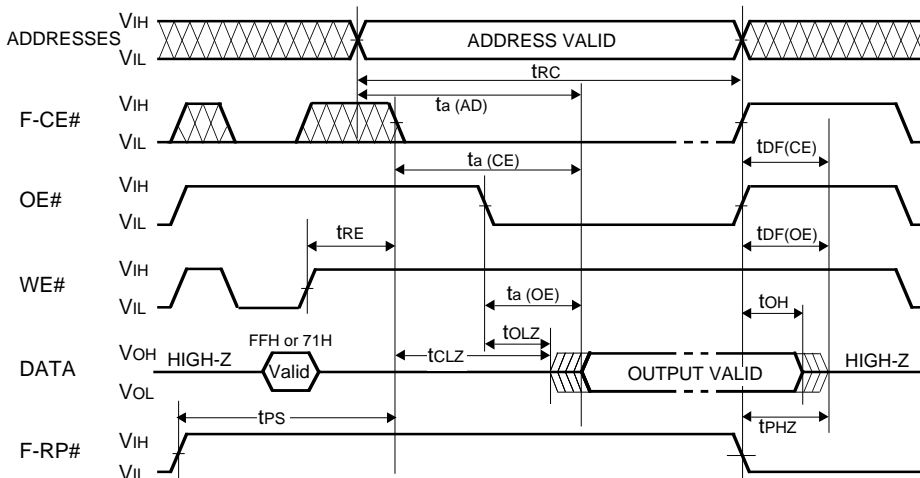 ADDRESSES VIH VIL ADDRESS VALID
tRC
ta (AD)
F-CE# VIH VIL
tDF(CE)
ta (CE)
OE# VIH VIL
tRE
tDF(OE)
WE# VIH VIL
ta (OE)
tOH
tOLZ
FFH or 71H
DATA VOH VOL HIGH-Z Valid tCLZ OUTPUT VALID HIGH-Z
tPS
tPHZ
F-RP# VIH VIL